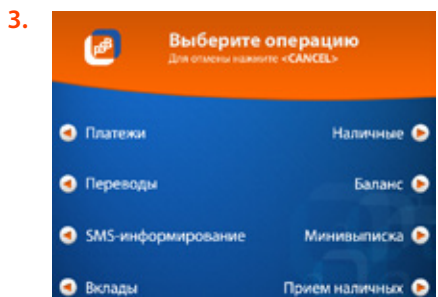 3.
Выберите операцию
Для отмены нажмите <CANCEL>
Платежи
Наличные
Переводы
Баланс
SMS-информирование
Минивыписка
Вклады
Прием наличных